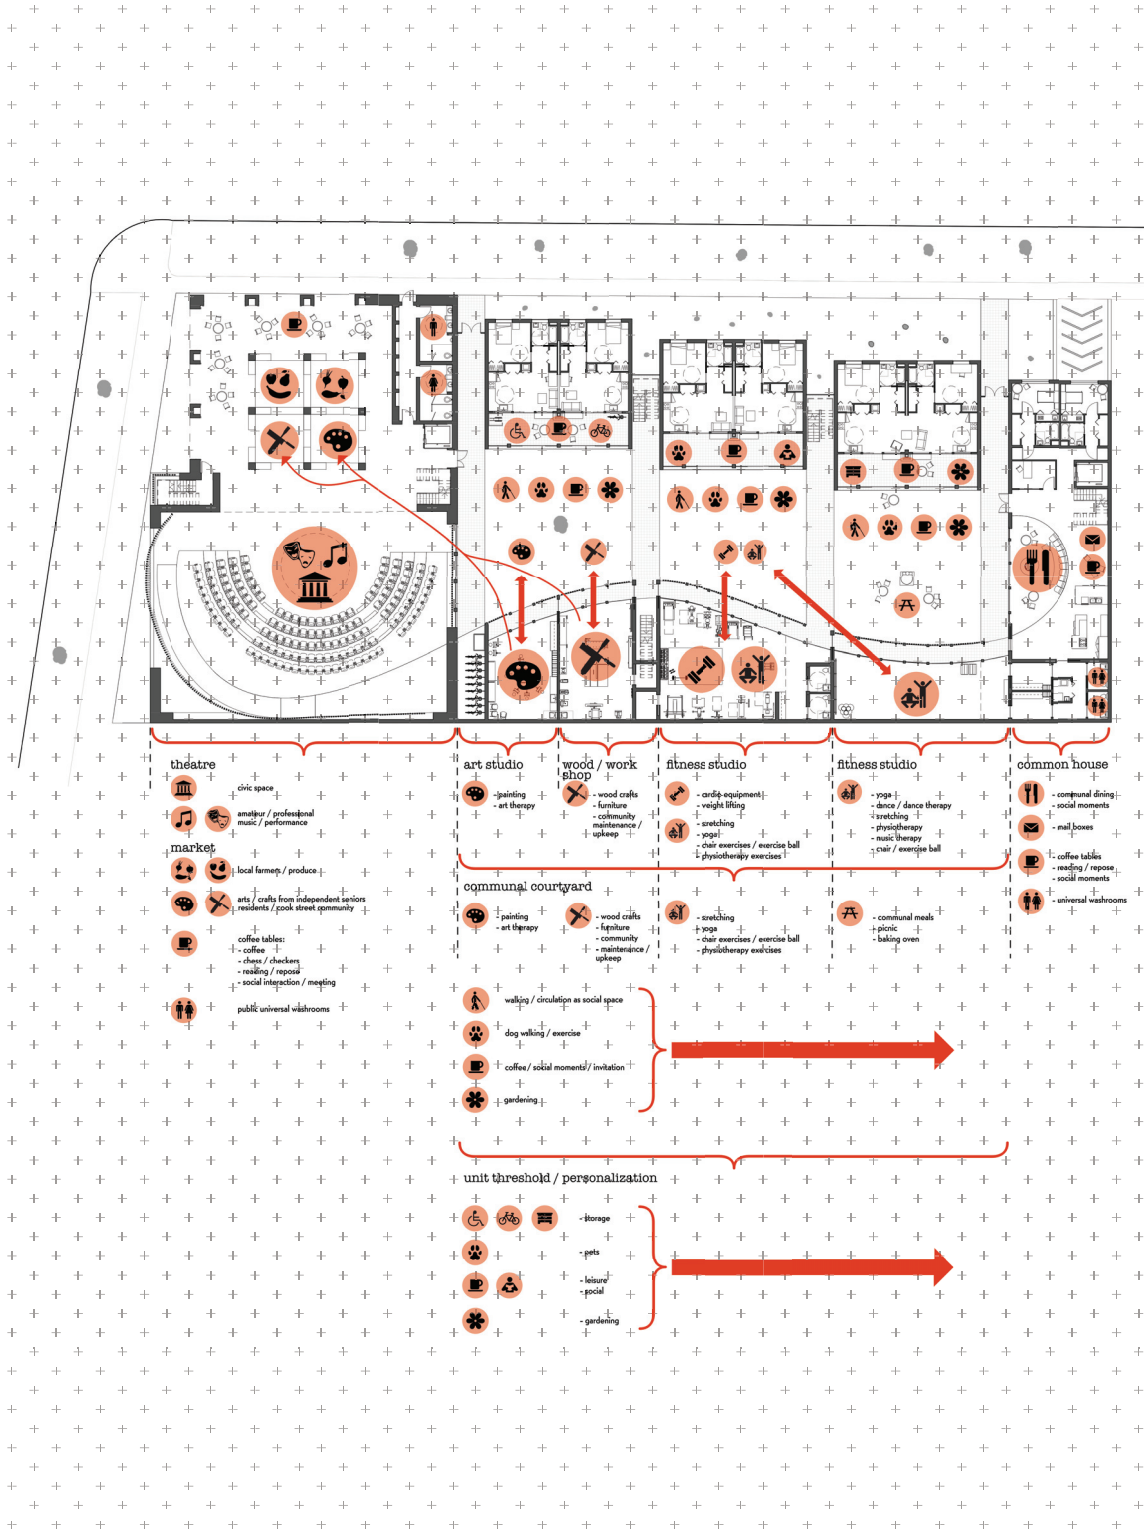 theatre
civic space
amateur / professional
music / performance
market
local farmers / produce
arts / crafts from independent seniors
residents / cook street community
coffee tables:
- coffee
- chess / checkers
- reading / repose
- social interaction / meeting
public universal washrooms
art studio
- painting
- art therapy
wood / work
shop
- wood crafts
- furniture
- community
maintenance /
upkeep
fitness studio
- cardio equipment
- weight lifting
- stretching
- yoga
- chair exercises / exercise ball
- physiotherapy exercises
fitness studio
- yoga
- dance / dance therapy
- stretching
- physiotherapy
- music therapy
- chair / exercise ball
common house
- communal dining
- social moments
- mail boxes
- coffee tables
- reading / repose
- social moments
- universal washrooms
communal courtyard
- painting
- art therapy
- wood crafts
- furniture
- community
- maintenance /
upkeep
- stretching
- yoga
- chair exercises / exercise ball
- physiotherapy exercises
- communal meals
- picnic
- baking oven
walking / circulation as social space
dog walking / exercise
coffee / social moments / invitation
gardening
unit threshold / personalization
- storage
- pets
- leisure
- social
- gardening